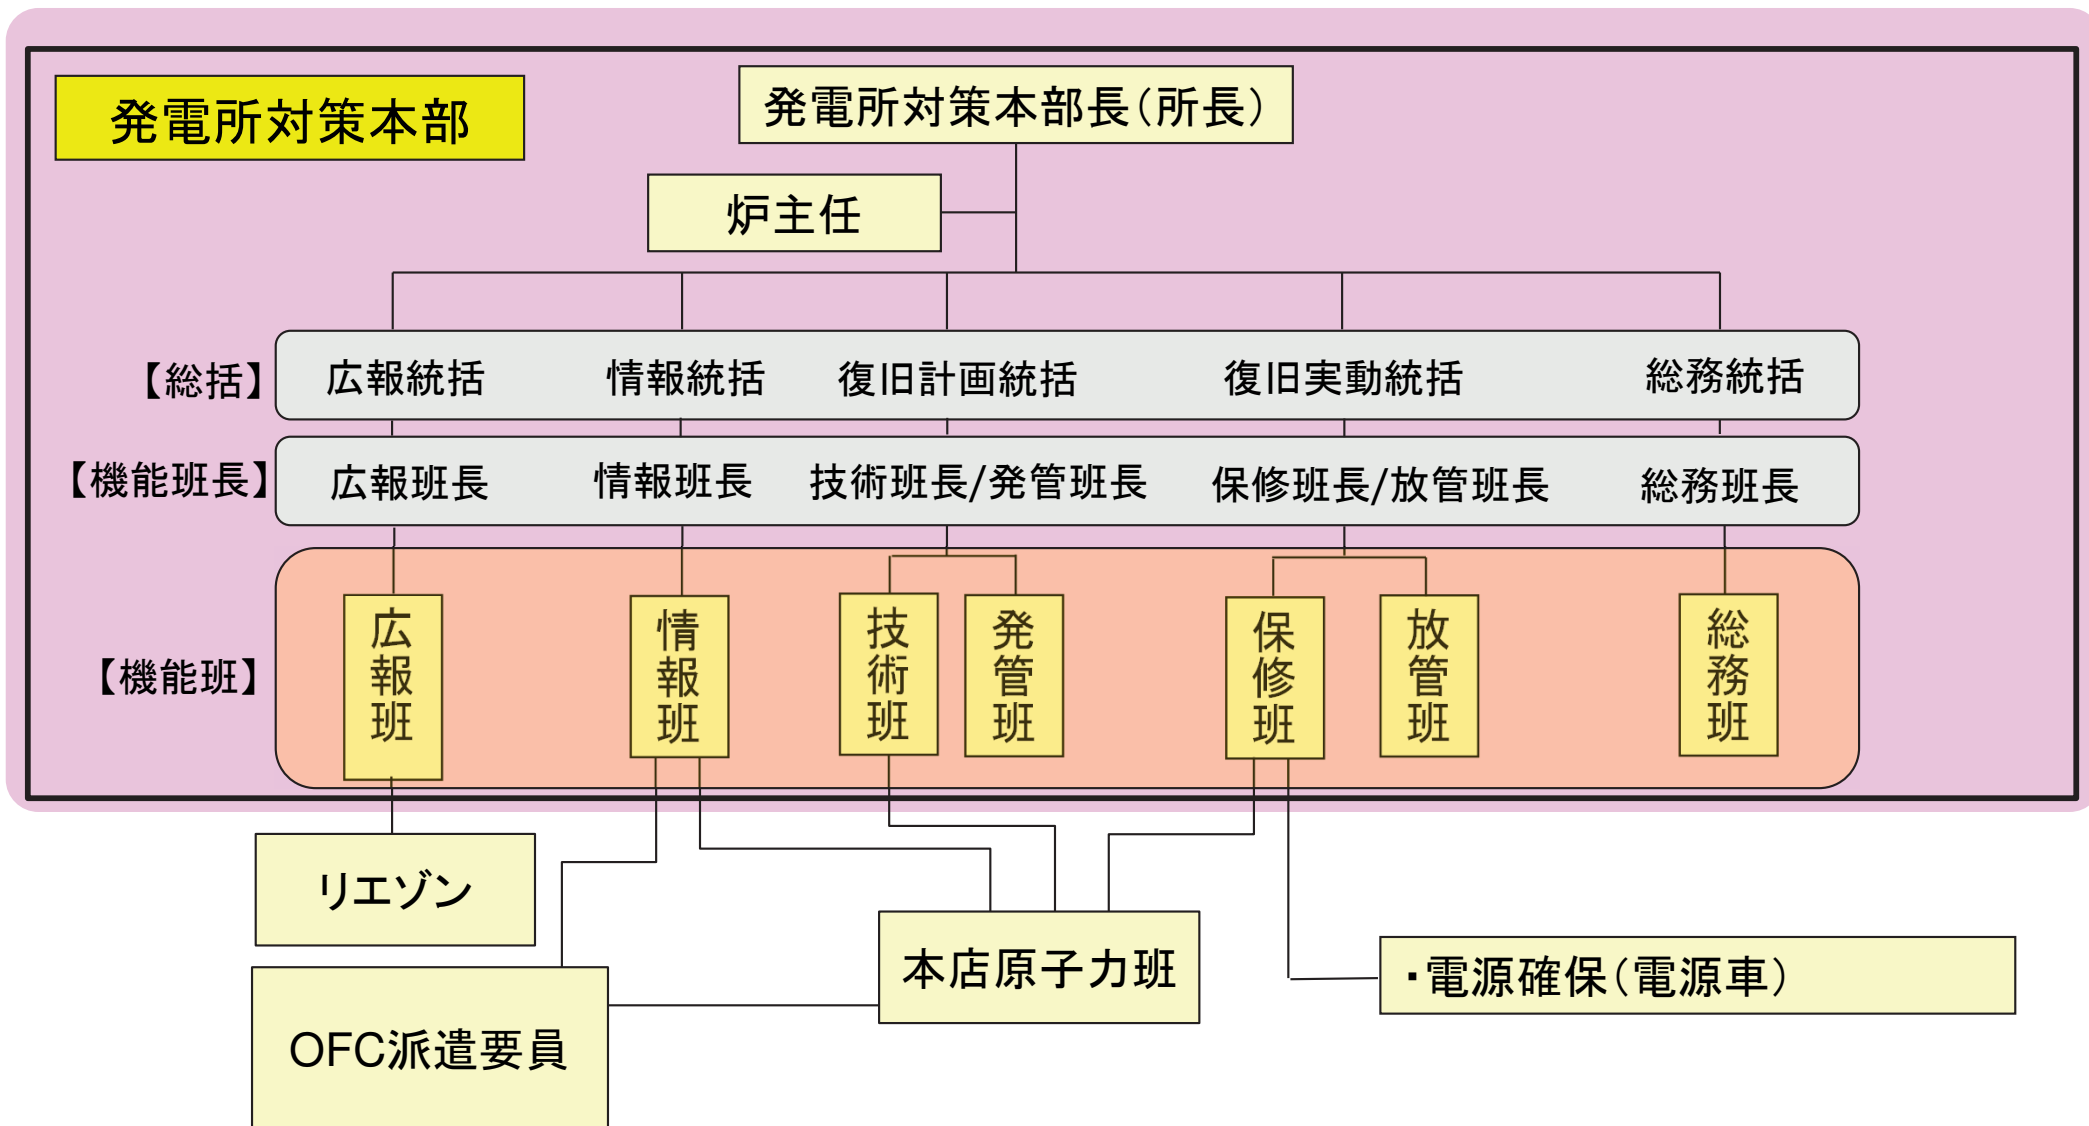 発電所対策本部
発電所対策本部長（所長）
炉主任
【総括】
広報統括
情報統括
復旧計画統括
復旧実動統括
総務統括
【機能班長】
広報班長
情報班長
技術班長/発管班長
保修班長/放管班長
総務班長
【機能班】
広報班
情報班
技術班
発管班
保修班
放管班
総務班
リエゾン
本店原子力班
・電源確保（電源車）
OFC派遣要員